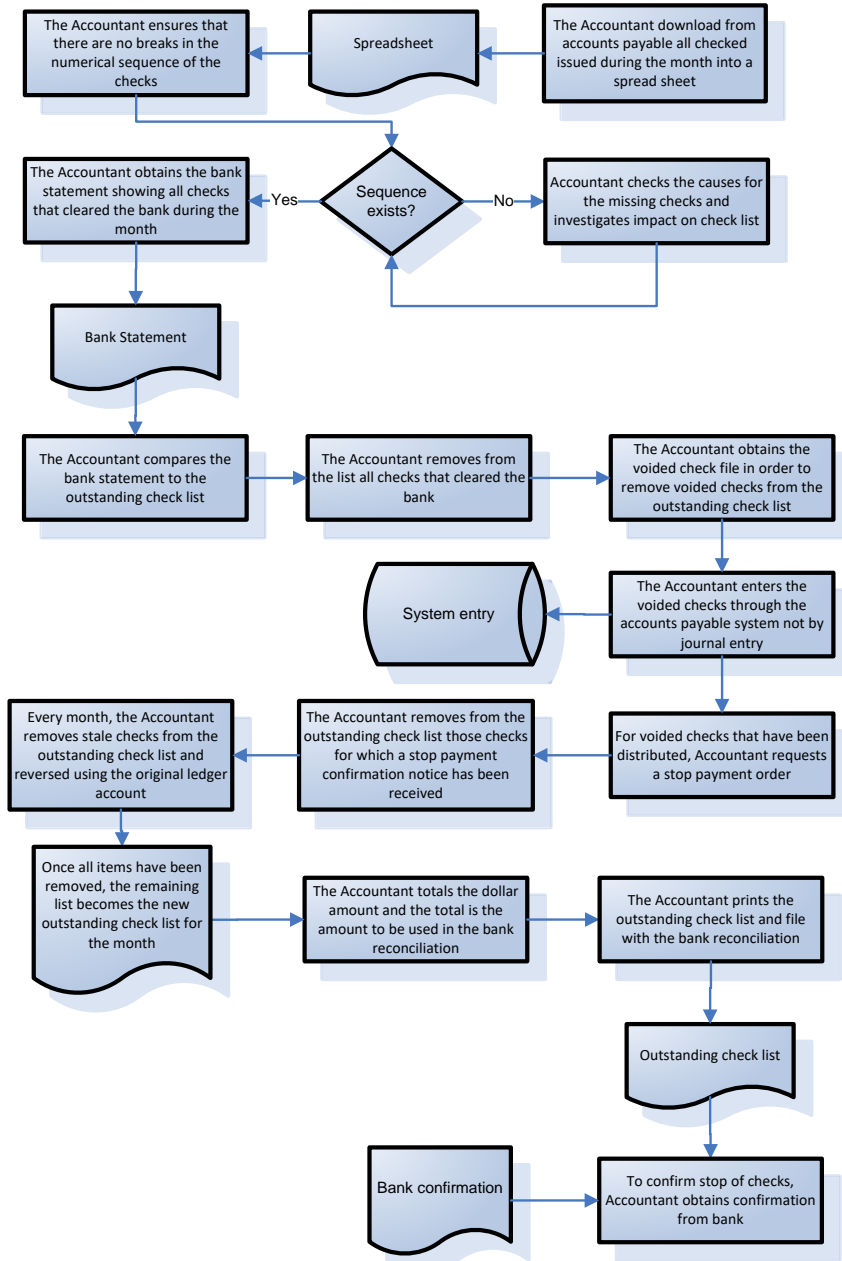 The Accountant download from
accounts payable all checked
issued during the month into a
spread sheet
Spreadsheet
The Accountant ensures that
there are no breaks in the
numerical sequence of the
checks
Sequence
exists?
Yes
No
The Accountant obtains the bank
statement showing all checks
that cleared the bank during the
month
Accountant checks the causes for
the missing checks and
investigates impact on check list
Bank Statement
The Accountant compares the
bank statement to the
outstanding check list
The Accountant removes from
the list all checks that cleared the
bank
The Accountant obtains the
voided check file in order to
remove voided checks from the
outstanding check list
The Accountant enters the
voided checks through the
accounts payable system not by
journal entry
System entry
For voided checks that have been
distributed, Accountant requests
a stop payment order
The Accountant removes from the
outstanding check list those checks
for which a stop payment
confirmation notice has been
received
Every month, the Accountant
removes stale checks from the
outstanding check list and
reversed using the original ledger
account
Once all items have been
removed, the remaining
list becomes the new
outstanding check list for
the month
The Accountant totals the dollar
amount and the total is the
amount to be used in the bank
reconciliation
The Accountant prints the
outstanding check list and file
with the bank reconciliation
Outstanding check list
Bank confirmation
To confirm stop of checks,
Accountant obtains confirmation
from bank